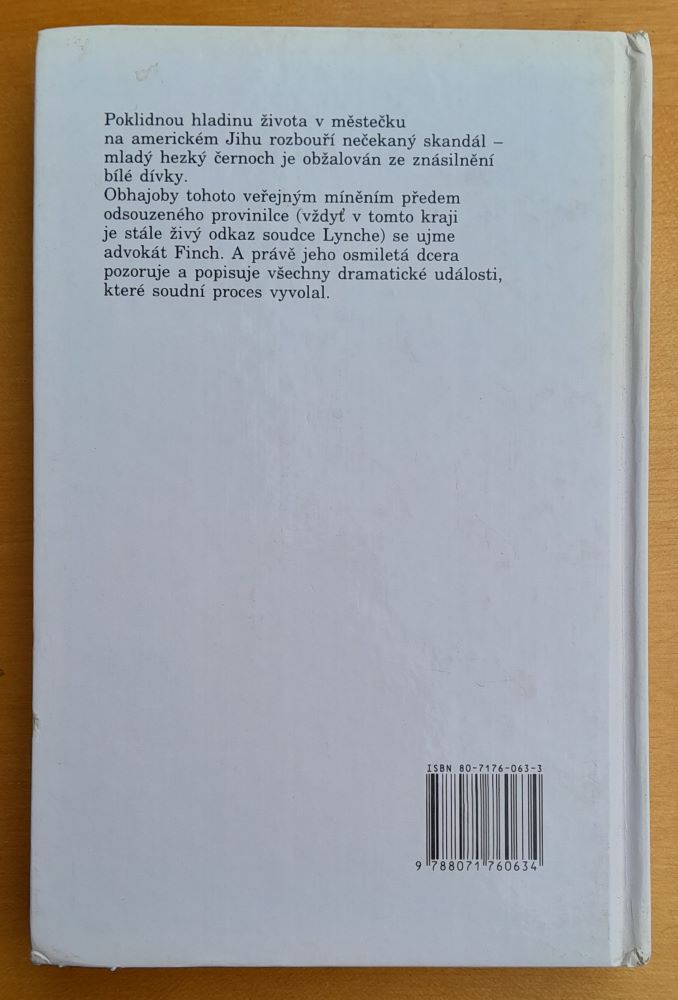 Poklidnou hladinu života v městečku
na americkém Jihu rozbouří nečekaný skandál –
mladý hezký černoch je obžalován ze znásilnění
bílé dívky.
Obhajoby tohoto veřejným míněním předem
odsouzeného provinilce (vždyť v tomto kraji
je stále živý odkaz soudce Lynche) se ujme
advokát Finch. A právě jeho osmiletá dcera
pozoruje a popisuje všechny dramatické události,
které soudní proces vyvolal.
ISBN 80-7176-063-3
9 788071 760634